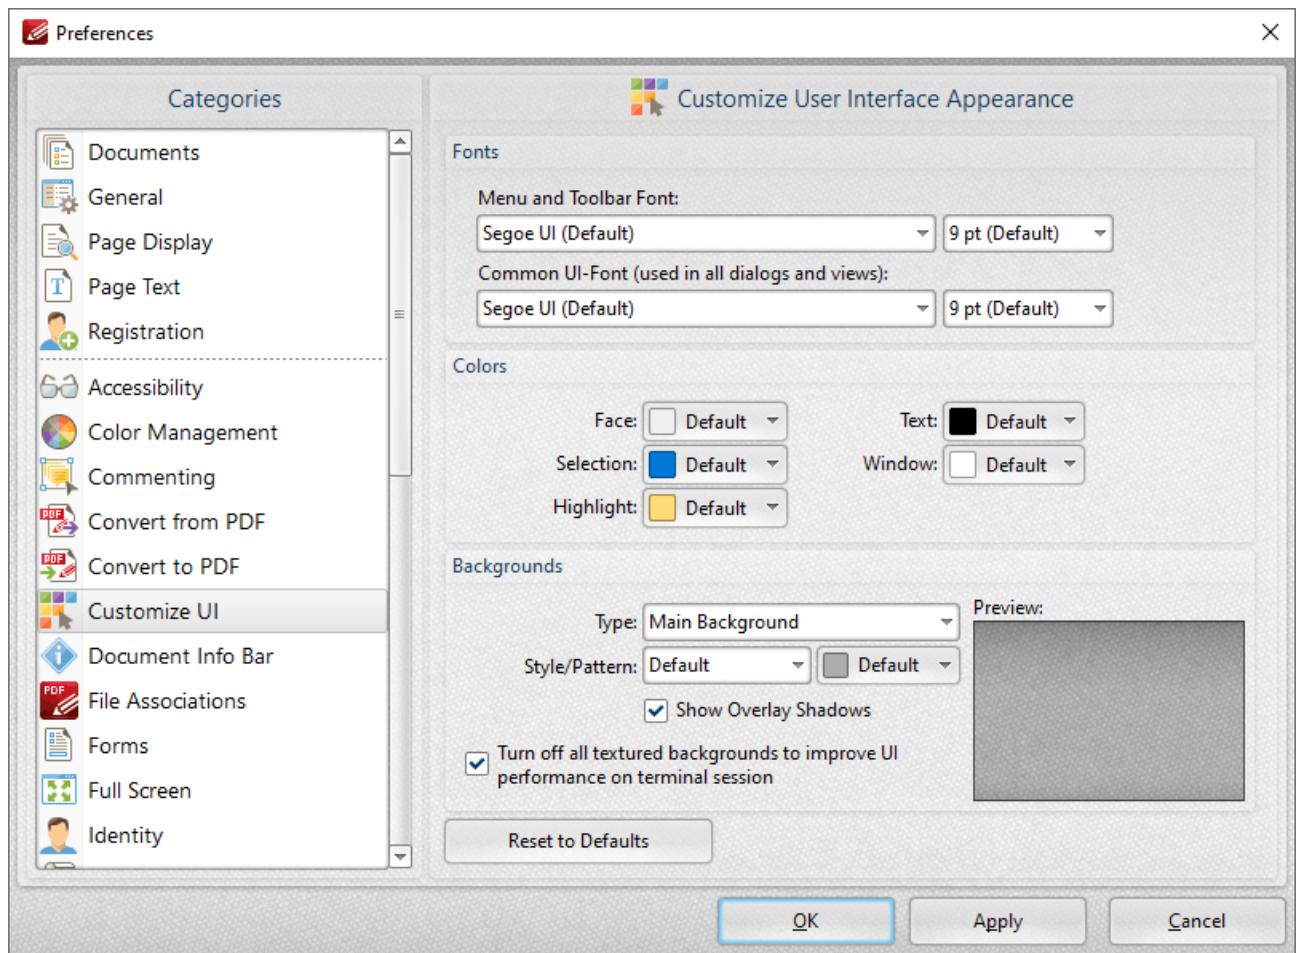 Preferences
Categories
Documents
General
Page Display
Page Text
Registration
Accessibility
Color Management
Commenting
Convert from PDF
Convert to PDF
Customize UI
Document Info Bar
File Associations
Forms
Full Screen
Identity
Customize User Interface Appearance
Fonts
Menu and Toolbar Font:
Segoe UI (Default) 9 pt (Default)
Common UI-Font (used in all dialogs and views):
Segoe UI (Default) 9 pt (Default)
Colors
Face: Default Text: Default
Selection: Default Window: Default
Highlight: Default
Backgrounds
Type: Main Background Preview:
Style/Pattern: Default Default
Show Overlay Shadows
Turn off all textured backgrounds to improve UI
performance on terminal session
Reset to Defaults
OK Apply Cancel